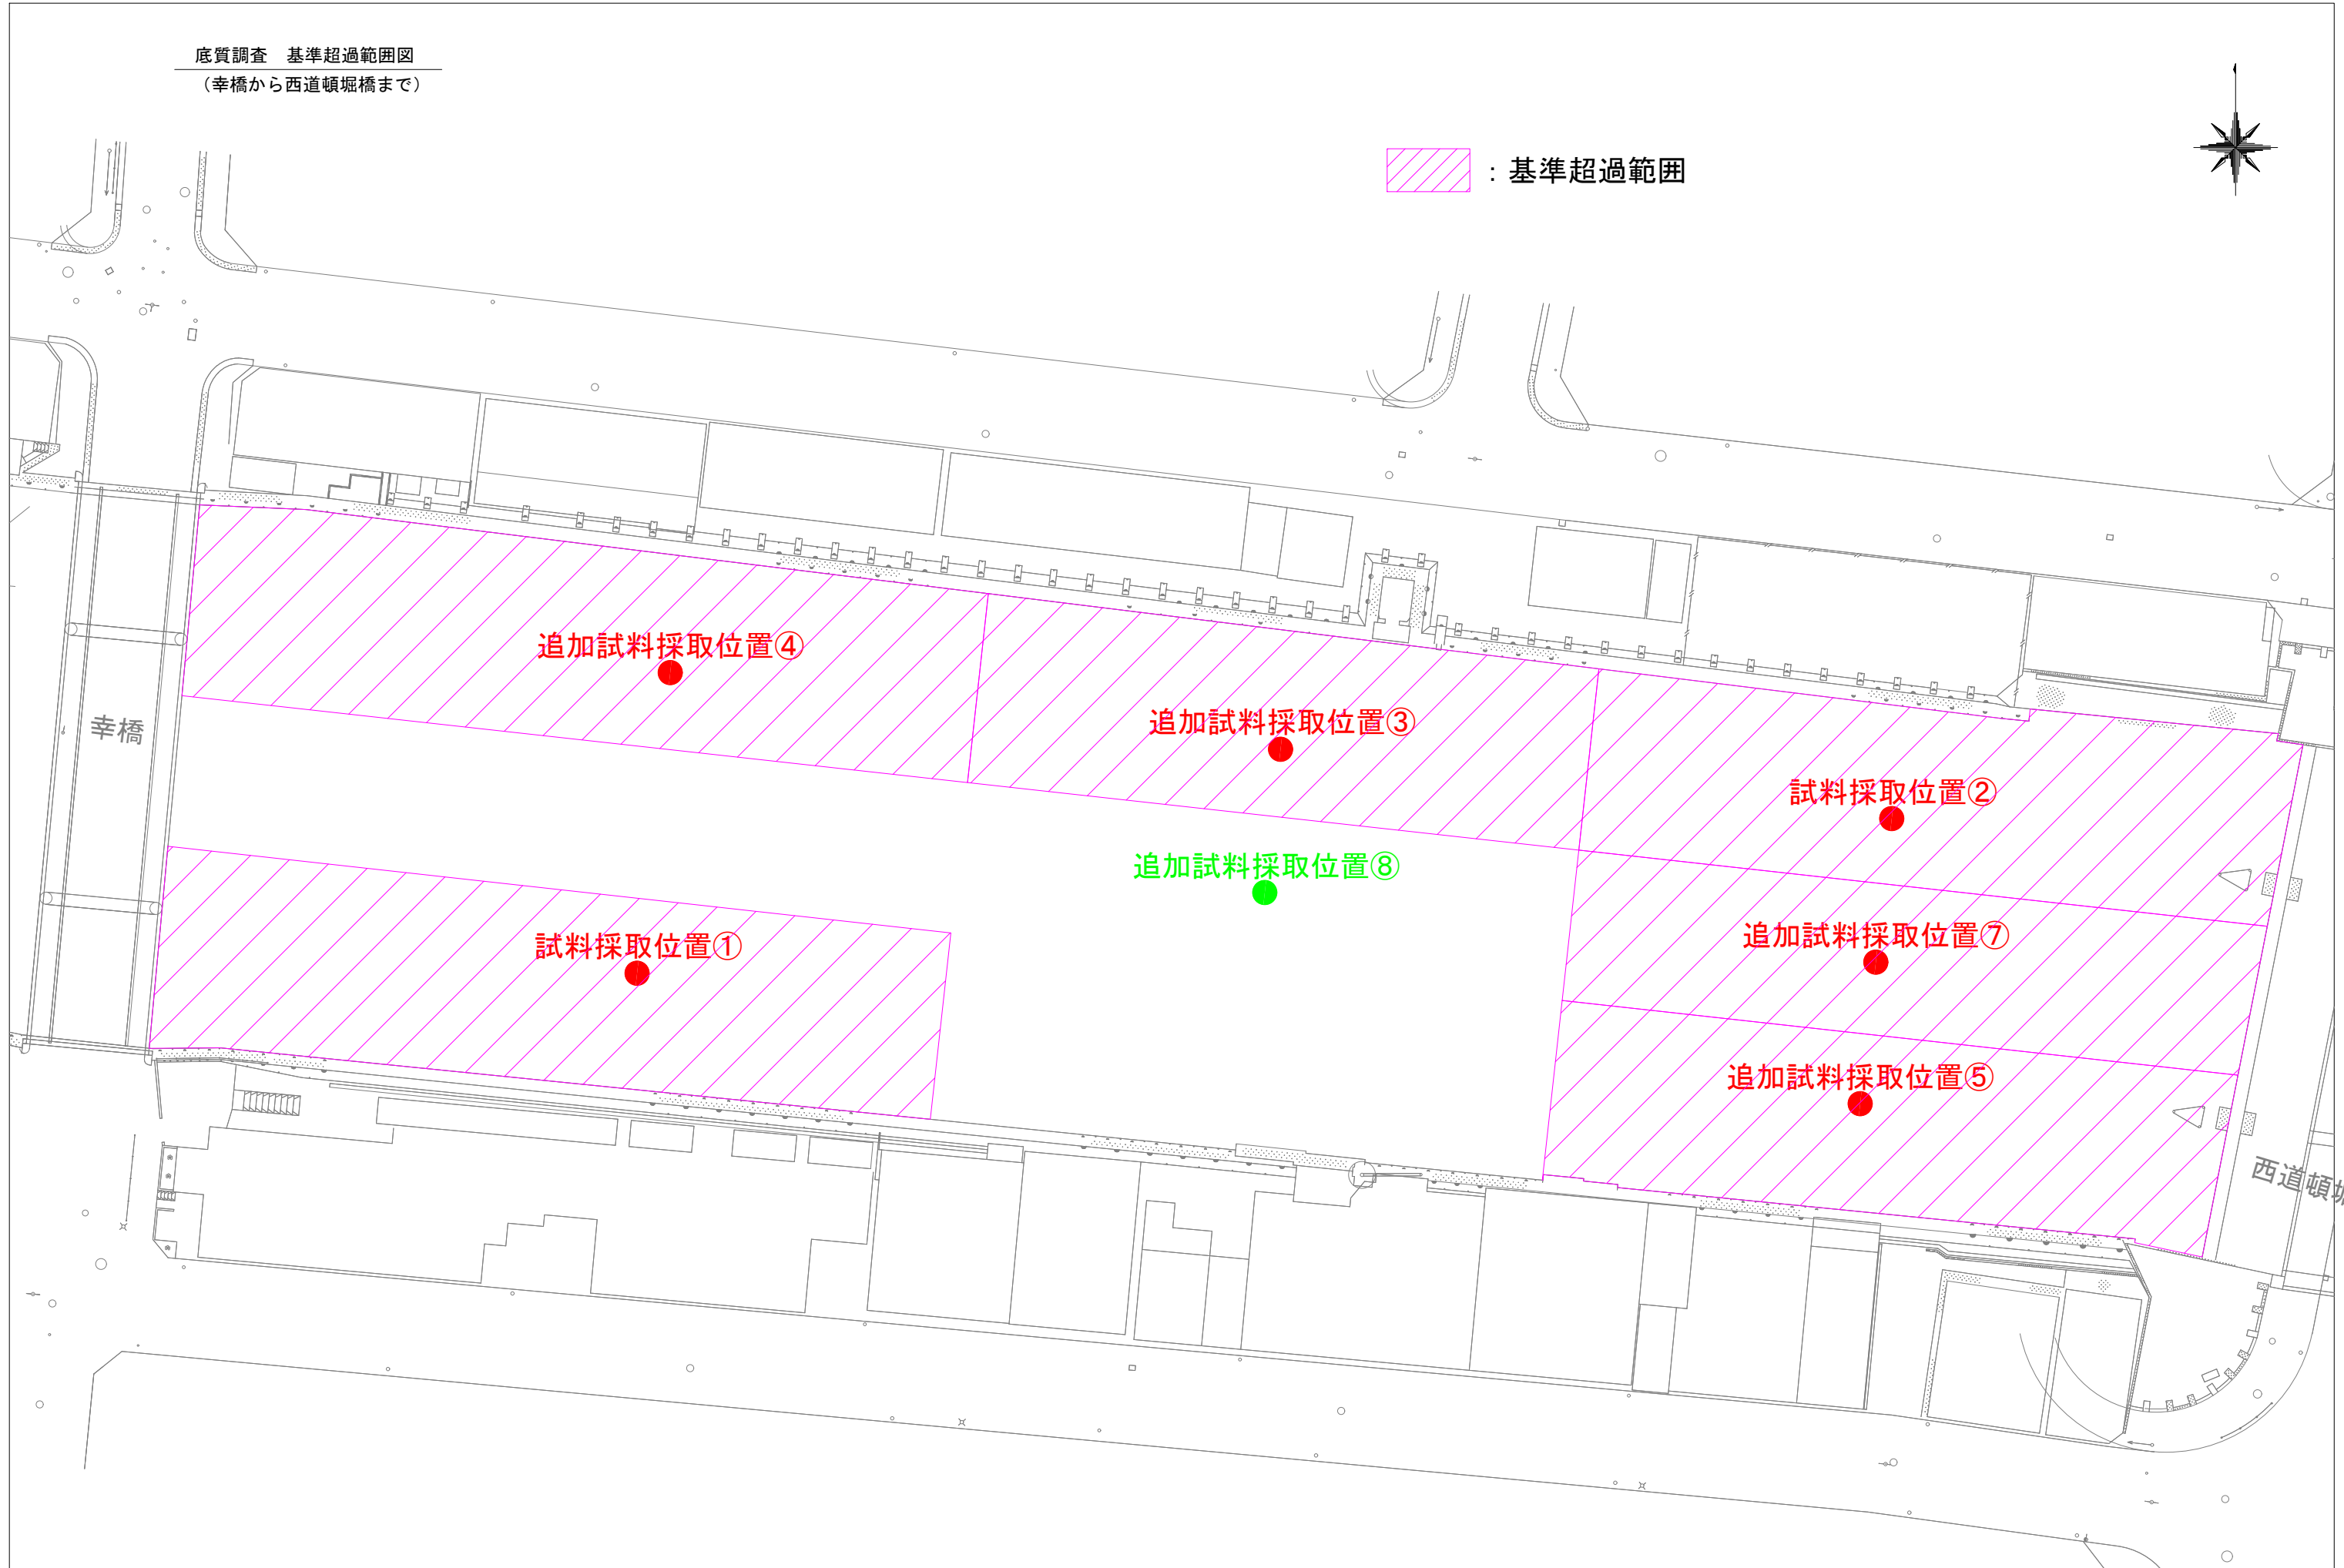 底質調査　基準超過範囲図
（幸橋から西道頓堀橋まで）
：基準超過範囲
追加試料採取位置④
追加試料採取位置③
幸橋
試料採取位置②
追加試料採取位置⑧
試料採取位置①
追加試料採取位置⑦
追加試料採取位置⑤
西道頓堀